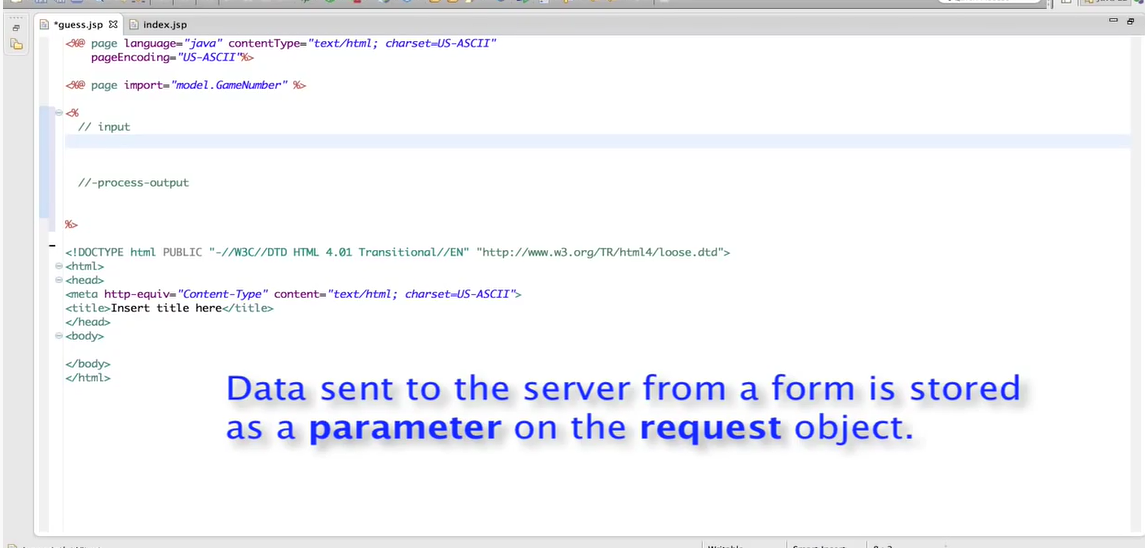 *guess.jsp
index.jsp
<%@ page language="java" contentType="text/html; charset=US-ASCII"
pageEncoding="US-ASCII"%>
<%@ page import="model.GameNumber" %>
<%
// input
//-process-output
%>
<!DOCTYPE html PUBLIC "-//W3C//DTD HTML 4.01 Transitional//EN" "http://www.w3.org/TR/html4/loose.dtd">
<html>
<head>
<meta http-equiv="Content-Type" content="text/html; charset=US-ASCII">
<title>Insert title here</title>
</head>
<body>
</body>
</html>
Data sent to the server from a form is stored
as a parameter on the request object.